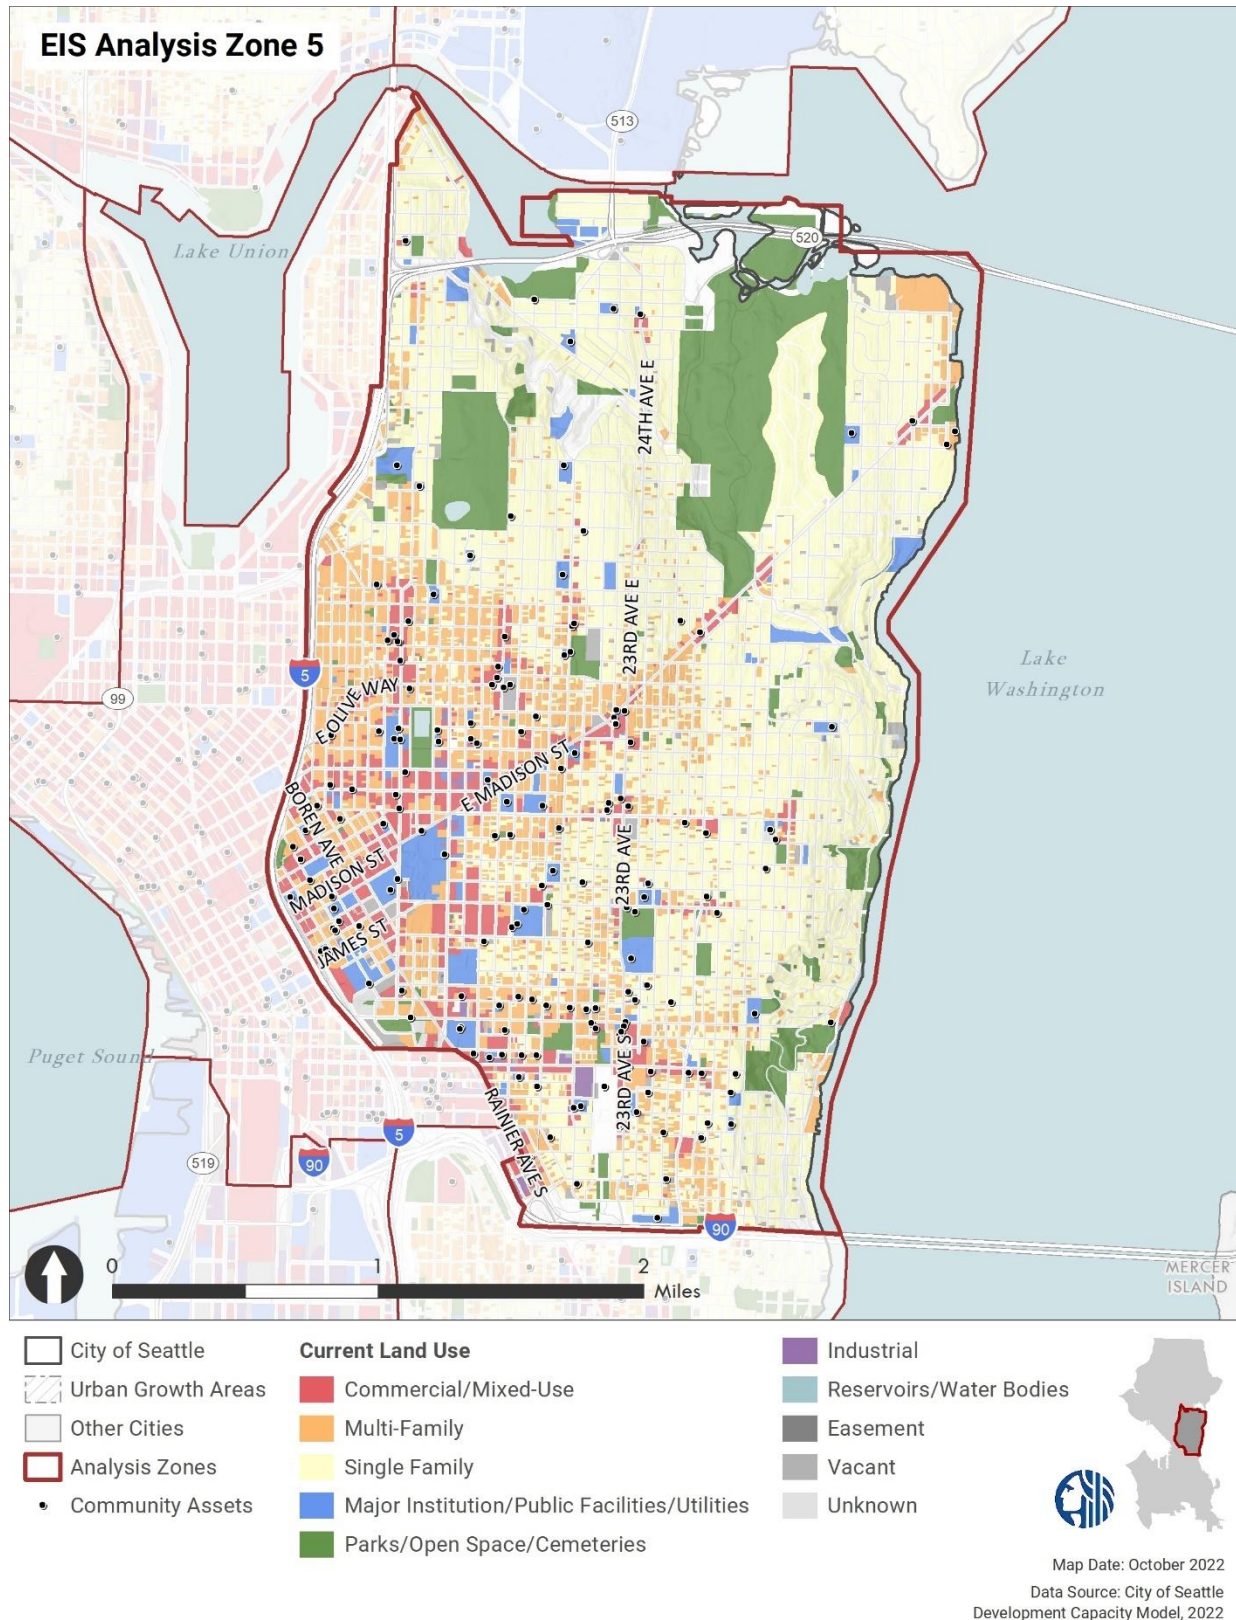 EIS Analysis Zone 5
513
Lake Union
520
24TH AVE E
23RD AVE E
5
Lake
Washington
99
E OLIVE WAY
E MADISON ST
BOREN AVE
MADISON ST
23RD AVE
JAMES ST
Puget Sound
23RD AVE S
RAINIER AVE S
5
519
90
90
MERCER
ISLAND
0
1
2
Miles
City of Seattle
Urban Growth Areas
Other Cities
Analysis Zones
Community Assets
Current Land Use
Commercial/Mixed-Use
Multi-Family
Single Family
Major Institution/Public Facilities/Utilities
Parks/Open Space/Cemeteries
Industrial
Reservoirs/Water Bodies
Easement
Vacant
Unknown
Map Date: October 2022
Data Source: City of Seattle
Development Capacity Model, 2022